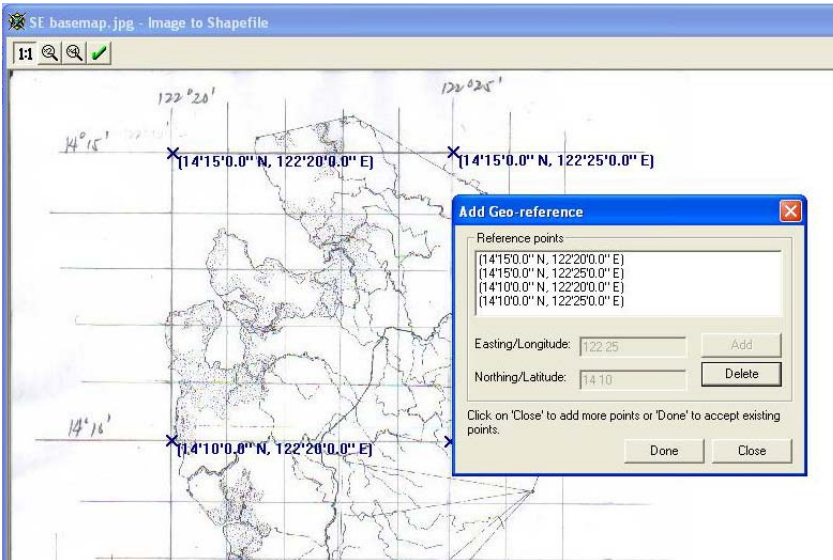 SE basemap.jpg - Image to Shapefile
1:1
122°20'
122°25'
14°15'
(14'15'0.0'' N, 122'20'0.0'' E)
(14'15'0.0'' N, 122'25'0.0'' E)
Add Geo-reference
Reference points
(14'15'0.0'' N, 122'20'0.0'' E)
(14'15'0.0'' N, 122'25'0.0'' E)
(14'10'0.0'' N, 122'20'0.0'' E)
(14'10'0.0'' N, 122'25'0.0'' E)
Easting/Longitude: 122 25 Add
Northing/Latitude: 14 10 Delete
Click on 'Close' to add more points or 'Done' to accept existing
points.
Done Close
14°10'
(14'10'0.0'' N, 122'20'0.0'' E)